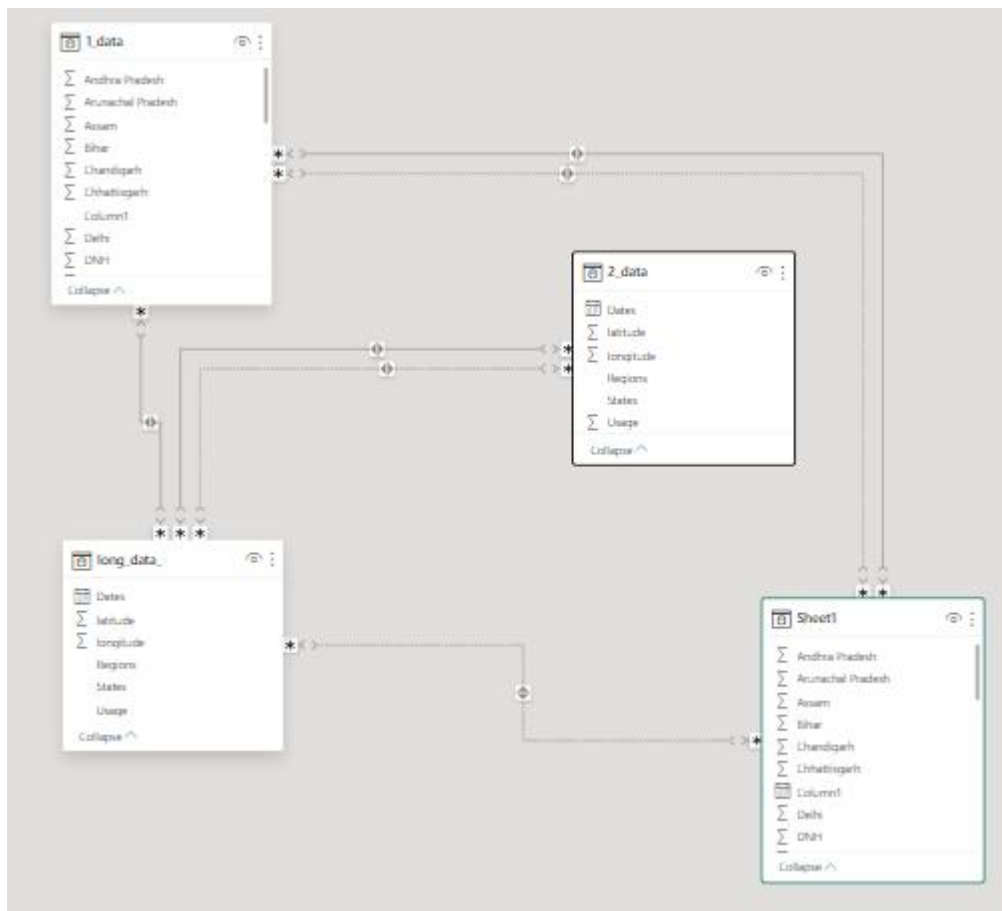 1_data
Andhra Pradesh
Arunachal Pradesh
Assam
Bihar
Chandigarh
Chhattisgarh
Column1
Delhi
DNH
Collapse
2_data
Dates
latitude
longitude
Regions
States
Usage
Collapse
long_data_
Dates
latitude
longitude
Regions
States
Usage
Collapse
Sheet1
Andhra Pradesh
Arunachal Pradesh
Assam
Bihar
Chandigarh
Chhattisgarh
Column1
Delhi
DNH
Collapse